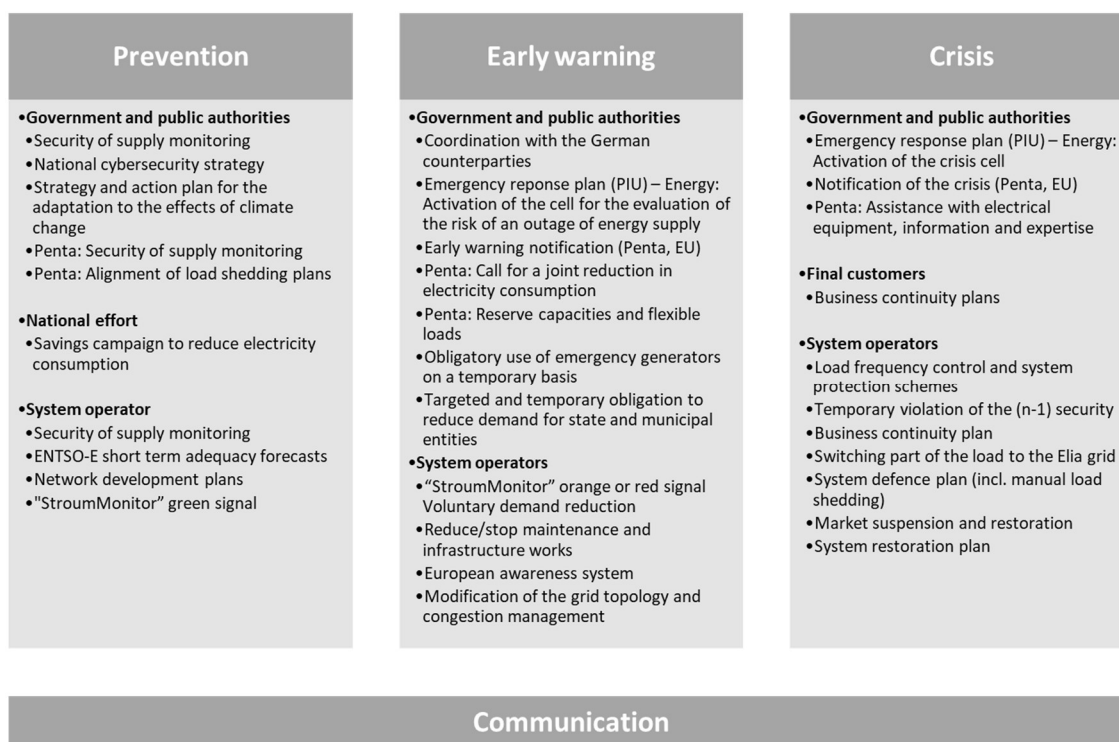 Prevention
•Government and public authorities
•Security of supply monitoring
•National cybersecurity strategy
•Strategy and action plan for the
adaptation to the effects of climate
change
•Penta: Security of supply monitoring
•Penta: Alignment of load shedding plans
•National effort
•Savings campaign to reduce electricity
consumption
•System operator
•Security of supply monitoring
•ENTSO-E short term adequacy forecasts
•Network development plans
•"StroumMonitor” green signal
Early warning
•Government and public authorities
•Coordination with the German
counterparties
•Emergency reponse plan (PIU) – Energy:
Activation of the cell for the evaluation of
the risk of an outage of energy supply
•Early warning notification (Penta, EU)
•Penta: Call for a joint reduction in
electricity consumption
•Penta: Reserve capacities and flexible
loads
•Obligatory use of emergency generators
on a temporary basis
•Targeted and temporary obligation to
reduce demand for state and municipal
entities
•System operators
•“StroumMonitor” orange or red signal
Voluntary demand reduction
•Reduce/stop maintenance and
infrastructure works
•European awareness system
•Modification of the grid topology and
congestion management
Crisis
•Government and public authorities
•Emergency response plan (PIU) – Energy:
Activation of the crisis cell
•Notification of the crisis (Penta, EU)
•Penta: Assistance with electrical
equipment, information and expertise
•Final customers
•Business continuity plans
•System operators
•Load frequency control and system
protection schemes
•Temporary violation of the (n-1) security
•Business continuity plan
•Switching part of the load to the Elia grid
•System defence plan (incl. manual load
shedding)
•Market suspension and restoration
•System restoration plan
Communication